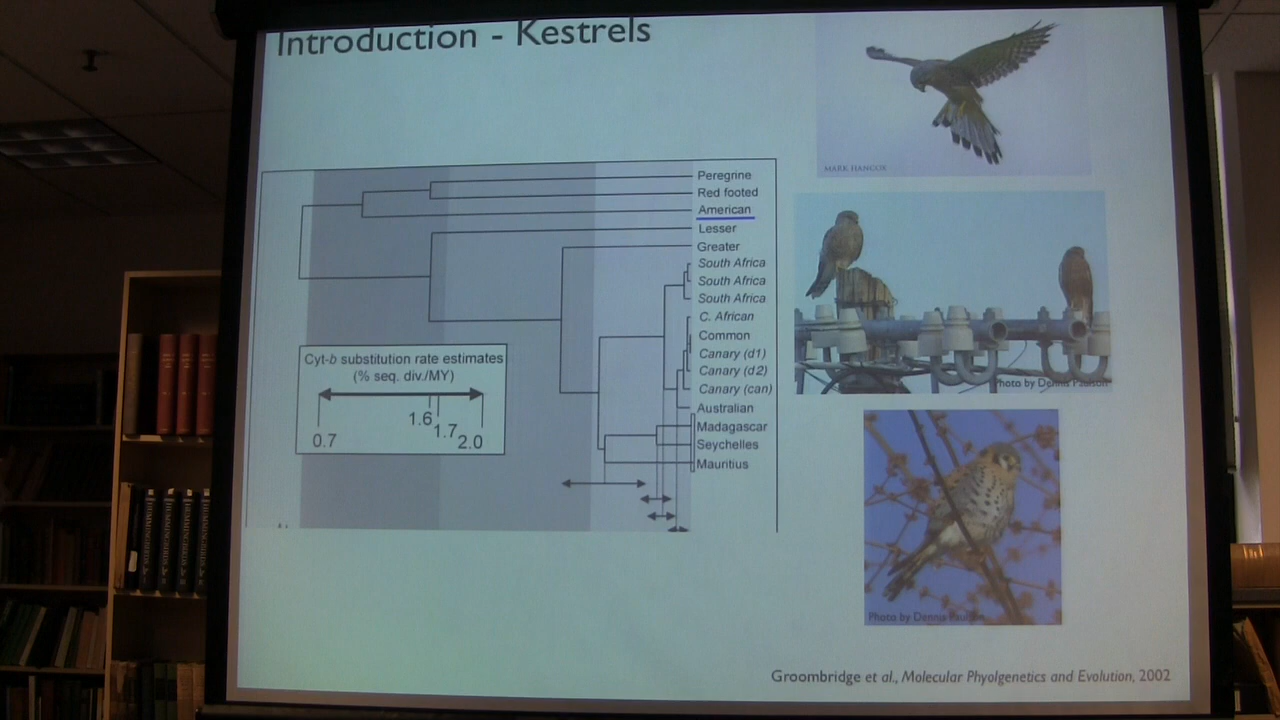 Introduction - Kestrels
MARK HANCOX
Peregrine
Red footed
American
Lesser
Greater
South Africa
South Africa
South Africa
C. African
Common
Canary (d1)
Canary (d2)
Canary (can)
Australian
Madagascar
Seychelles
Mauritius
Cyt-b substitution rate estimates
(% seq. div./MY)
0.7
1.6
1.7
2.0
Photo by Dennis Paulson
Photo by Dennis Paulson
Groombridge et al., Molecular Phyolgenetics and Evolution, 2002